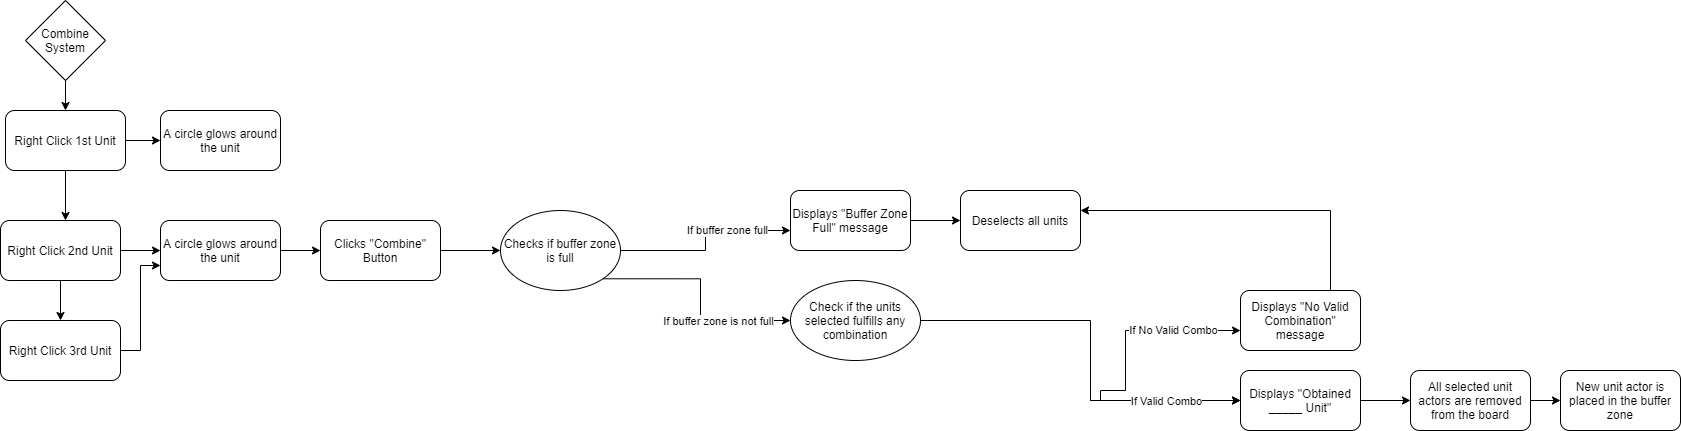 Combine
System
Right Click 1st Unit
A circle glows around
the unit
Right Click 2nd Unit
A circle glows around
the unit
Clicks "Combine"
Button
Checks if buffer zone
is full
If buffer zone full
Displays "Buffer Zone
Full" message
Deselects all units
Right Click 3rd Unit
If buffer zone is not full
Check if the units
selected fulfills any
combination
If No Valid Combo
Displays "No Valid
Combination"
message
If Valid Combo
Displays "Obtained
_____ Unit"
All selected unit
actors are removed
from the board
New unit actor is
placed in the buffer
zone